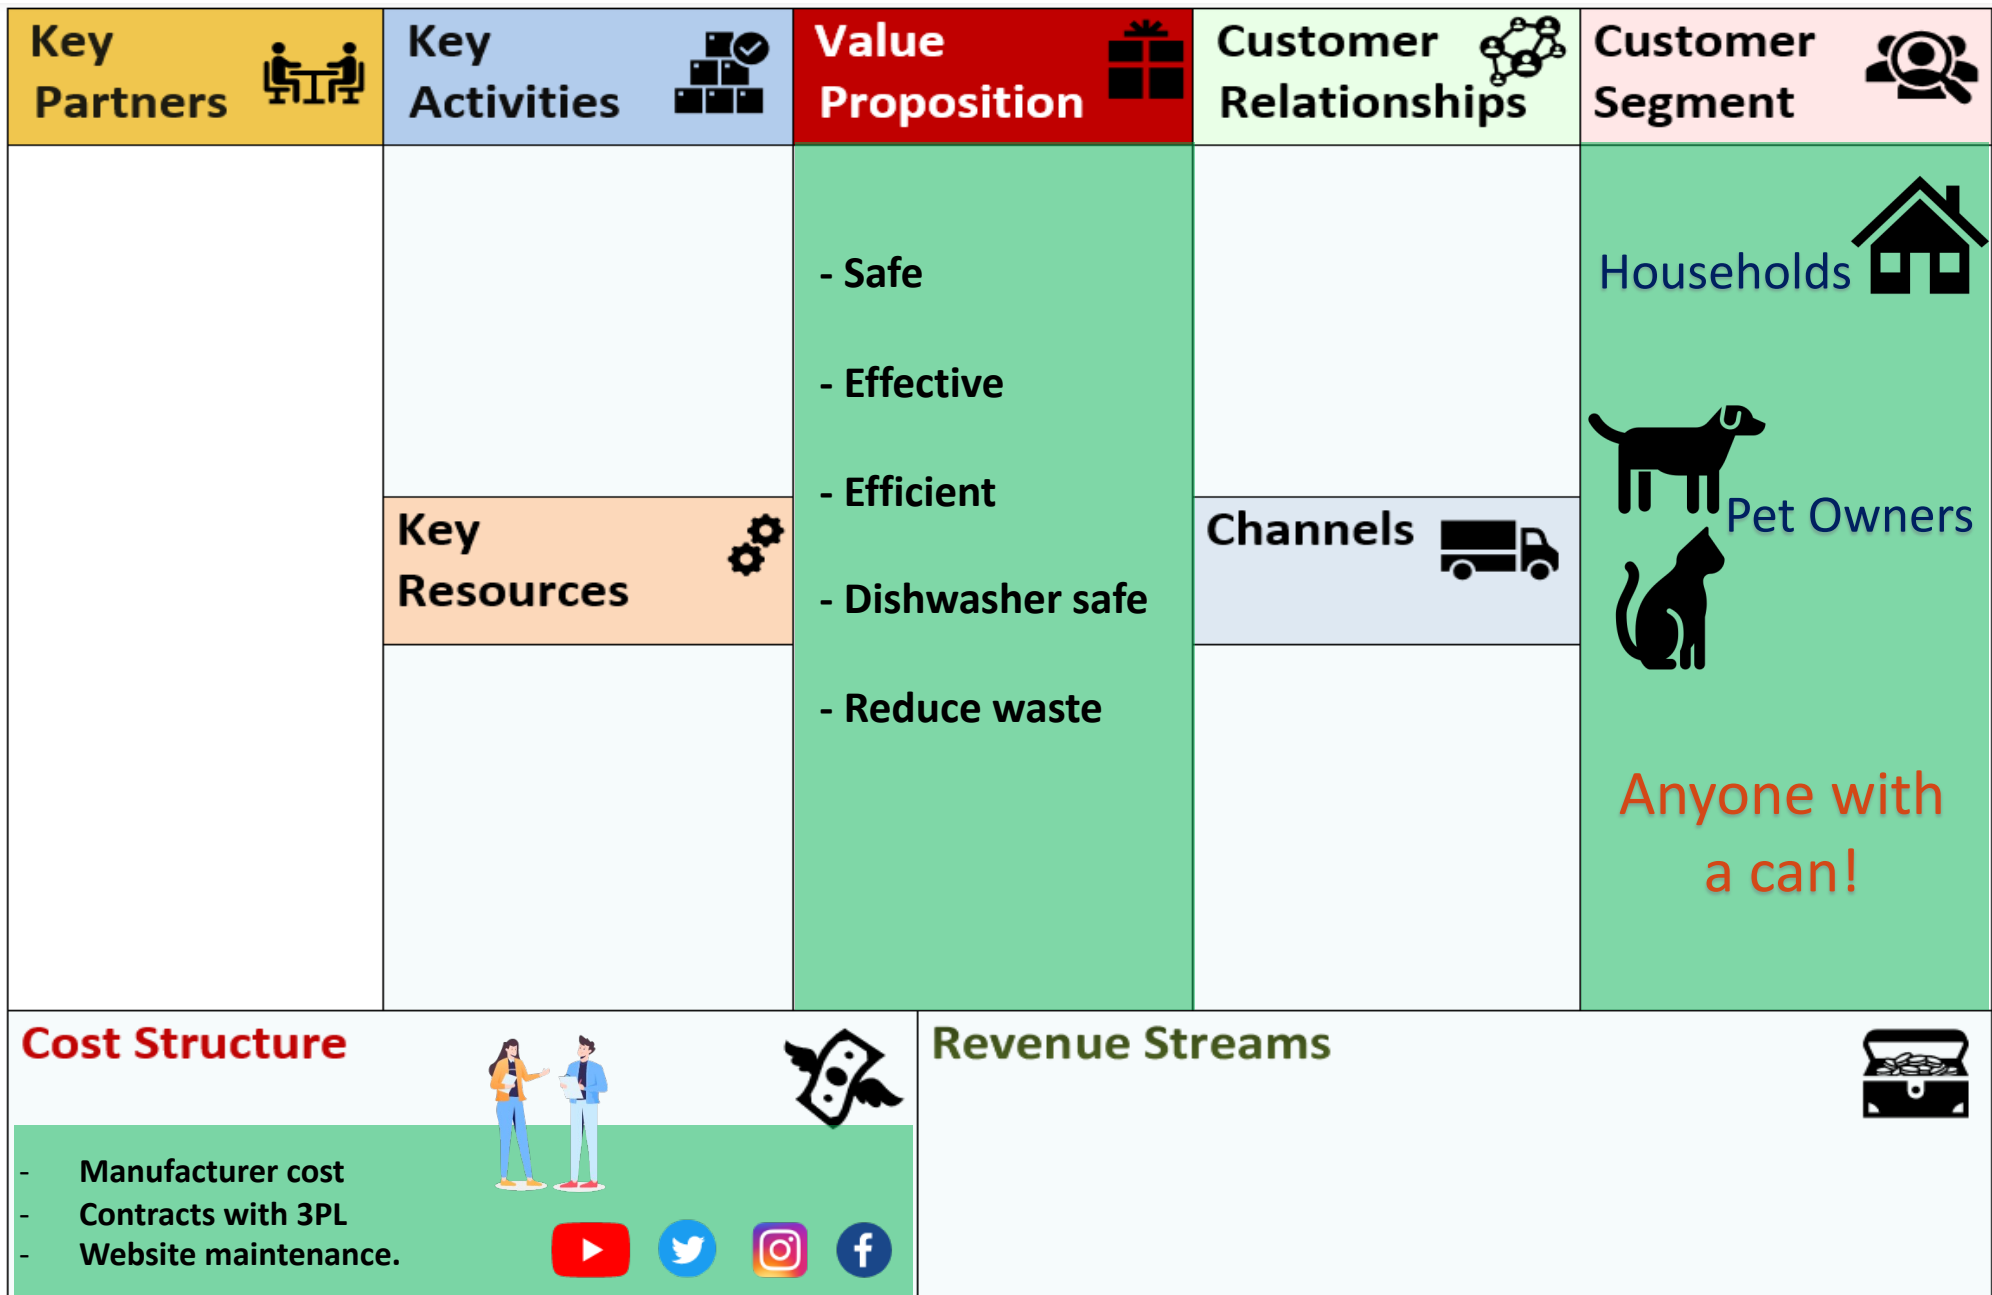 Key
Partners
Key
Activities
Value
Proposition
Customer
Relationships
Customer
Segment
- Safe
- Effective
- Efficient
- Dishwasher safe
- Reduce waste
Key
Resources
Channels
Households
Pet Owners
Anyone with
a can!
Cost Structure
- Manufacturer cost
- Contracts with 3PL
- Website maintenance.
Revenue Streams